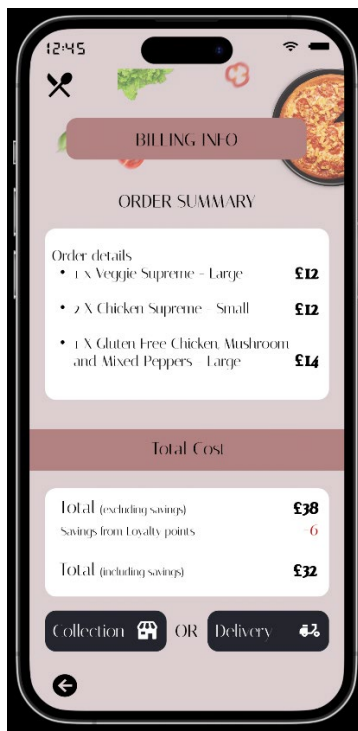 12:45
BILLING INFO
ORDER SUMMARY
Order details
• 1 x Veggie Supreme - Large £12
• 2 X Chicken Supreme - Small £12
• 1 X Gluten Free Chicken, Mushroom
and Mixed Peppers - Large £14
Total Cost
Total (excluding savings) £38
Savings from Loyalty points -6
Total (including savings) £32
Collection OR Delivery